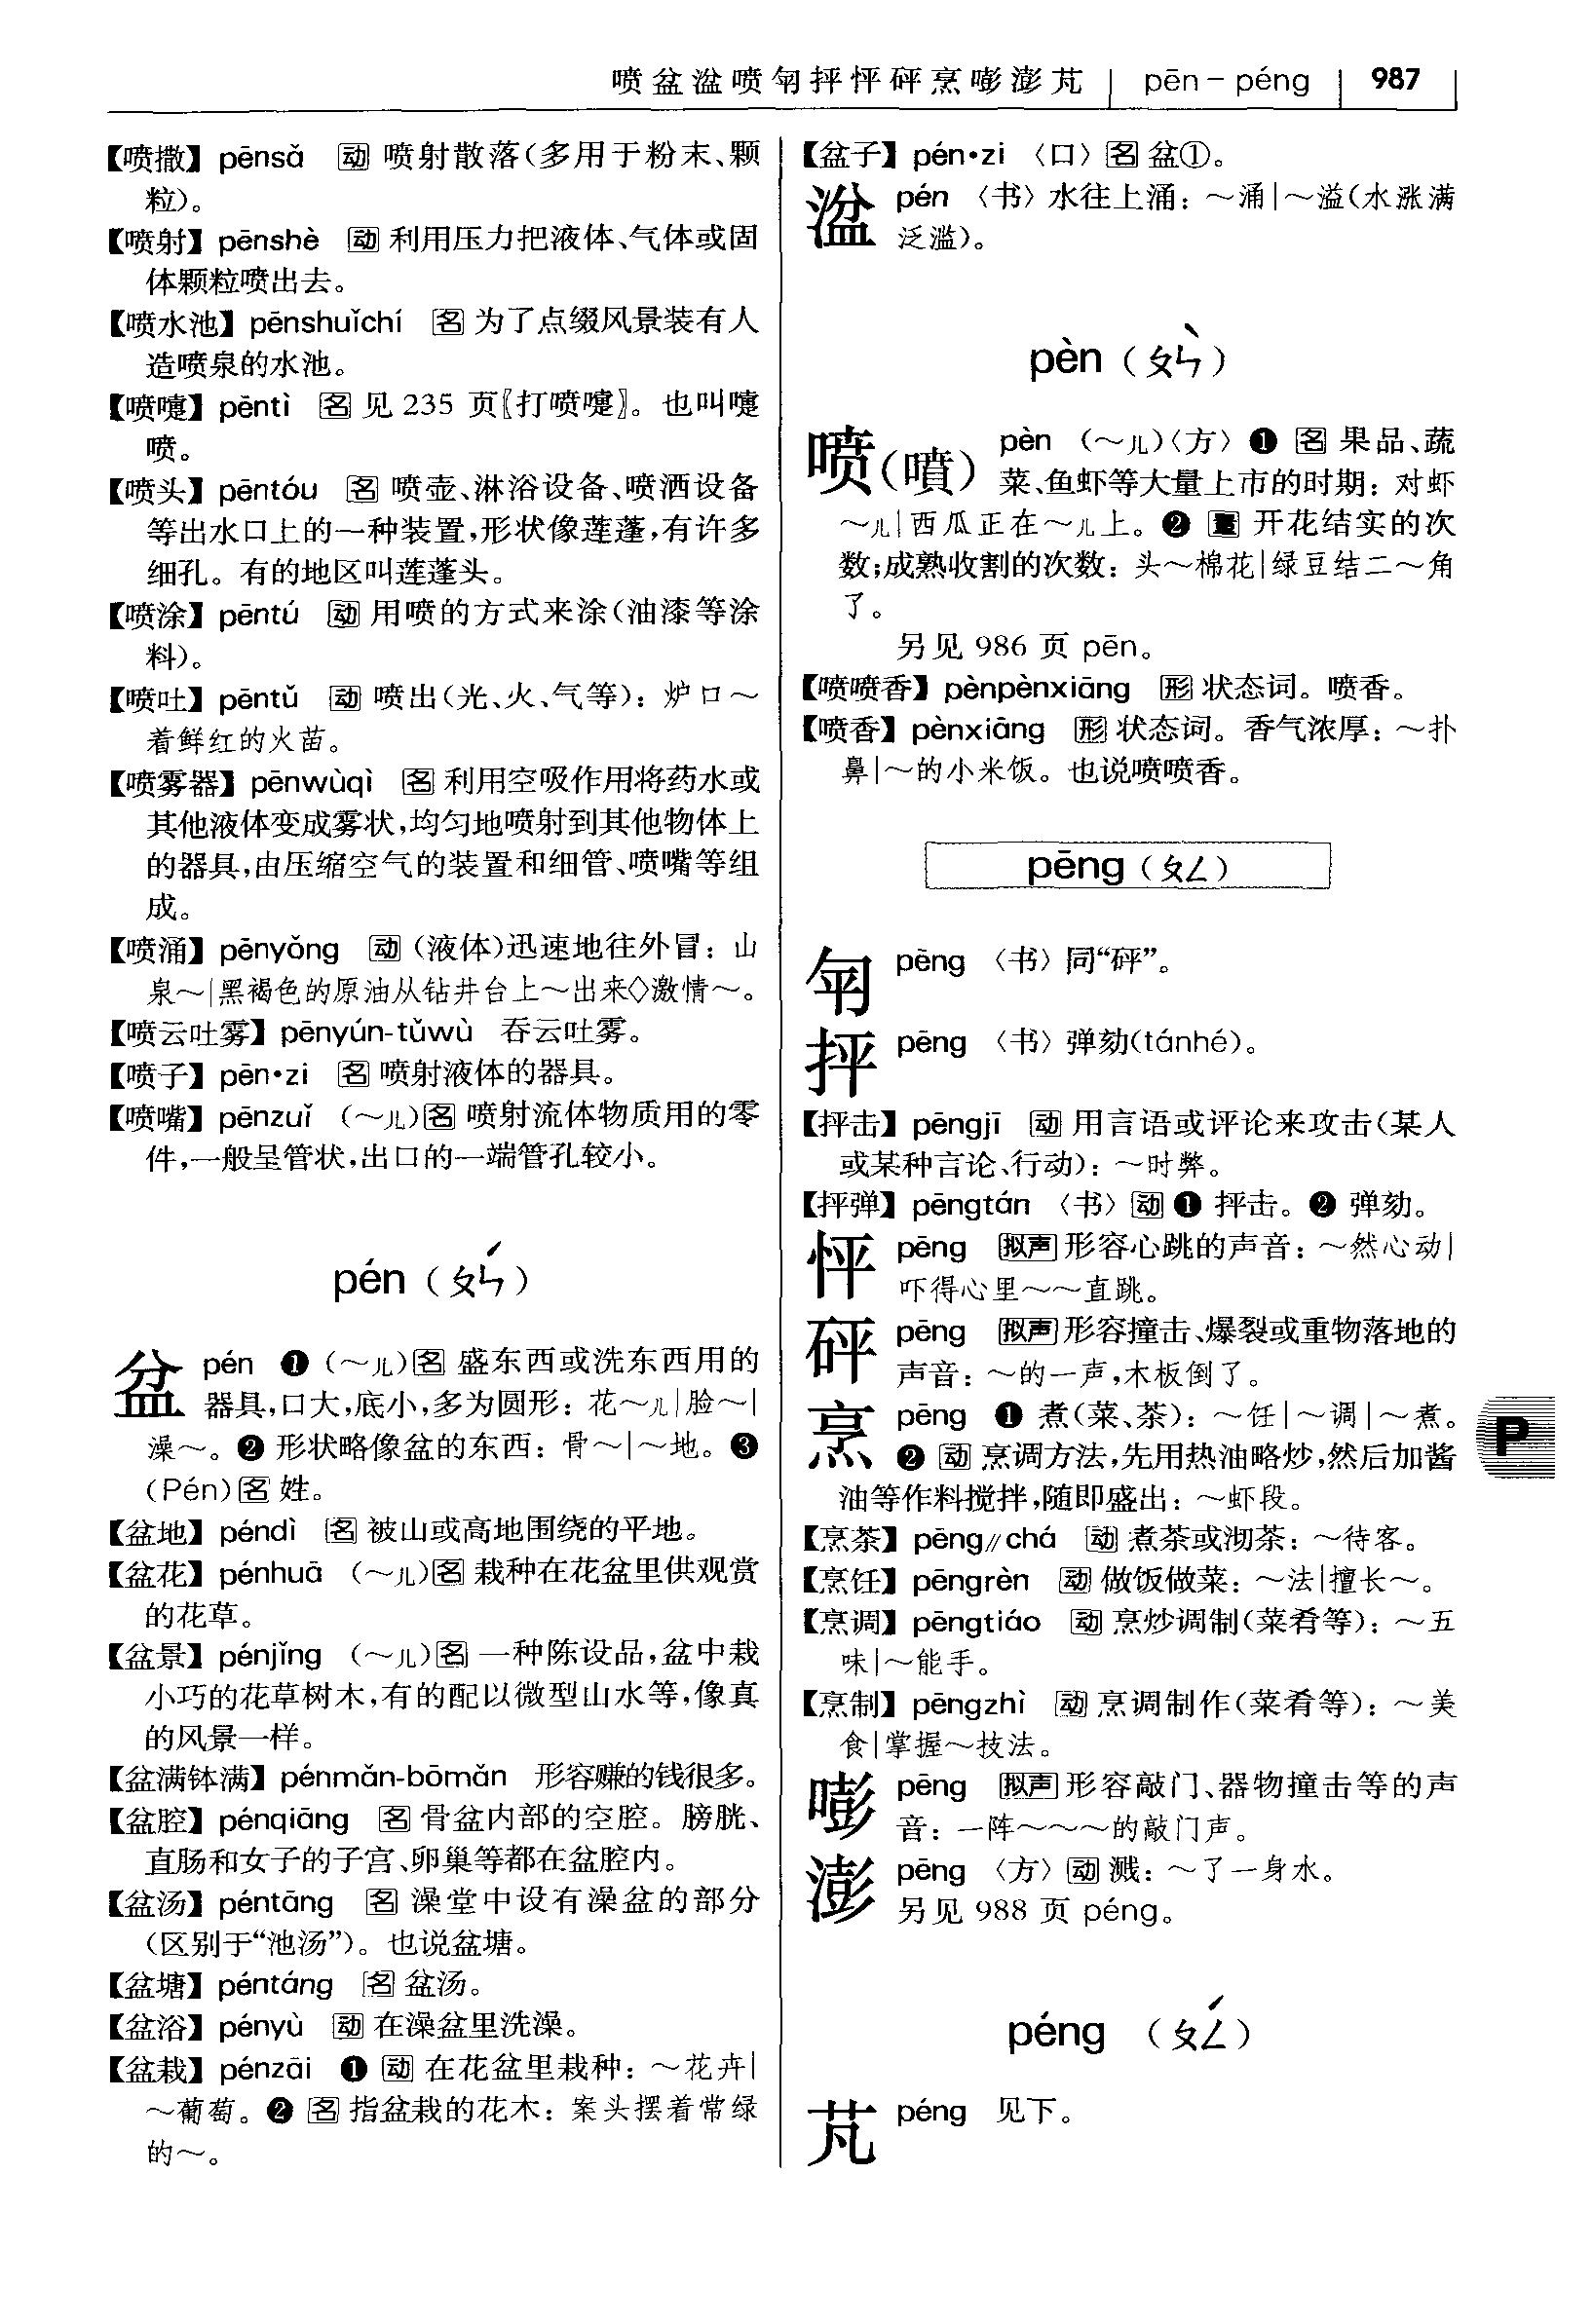 喷盆湓喷匉抨怦砰烹嘭澎芃 pēn－péng 987
【喷撒】pēnsǎ 动 喷射散落（多用于粉末、颗
粒）。
【喷射】pēnshè 动 利用压力把液体、气体或固
体颗粒喷出去。
【喷水池】pēnshuǐchí 名 为了点缀风景装有人
造喷泉的水池。
【喷嚏】pēntì 名 见 235 页〖打喷嚏〗。也叫嚏
喷。
【喷头】pēntóu 名 喷壶、淋浴设备、喷洒设备
等出水口上的一种装置，形状像莲蓬，有许多
细孔。有的地区叫莲蓬头。
【喷涂】pēntú 动 用喷的方式来涂（油漆等涂
料）。
【喷吐】pēntǔ 动 喷出（光、火、气等）：炉口～
着鲜红的火苗。
【喷雾器】pēnwùqì 名 利用空吸作用将药水或
其他液体变成雾状，均匀地喷射到其他物体上
的器具，由压缩空气的装置和细管、喷嘴等组
成。
【喷涌】pēnyǒng 动（液体）迅速地往外冒：山
泉～|黑褐色的原油从钻井台上～出来◇激情～。
【喷云吐雾】pēnyún-tǔwù 吞云吐雾。
【喷子】pēn·zi 名 喷射液体的器具。
【喷嘴】pēnzuǐ （～儿）名 喷射流体物质用的零
件，一般呈管状，出口的一端管孔较小。
pén（ㄆㄣˊ）
盆 pén ❶（～儿）名 盛东西或洗东西用的
器具，口大，底小，多为圆形：花～儿|脸～|
澡～。❷ 形状略像盆的东西：骨～|～地。❸
（Pén）名 姓。
【盆地】péndì 名 被山或高地围绕的平地。
【盆花】pénhuā （～儿）名 栽种在花盆里供观赏
的花草。
【盆景】pénjǐng （～儿）名 一种陈设品，盆中栽
小巧的花草树木，有的配以微型山水等，像真
的风景一样。
【盆满钵满】pénmǎn-bōmǎn 形容赚的钱很多。
【盆腔】pénqiāng 名 骨盆内部的空腔。膀胱、
直肠和女子的子宫、卵巢等都在盆腔内。
【盆汤】péntāng 名 澡堂中设有澡盆的部分
（区别于“池汤”）。也说盆塘。
【盆塘】péntáng 名 盆汤。
【盆浴】pényù 动 在澡盆里洗澡。
【盆栽】pénzāi ❶ 动 在花盆里栽种：～花卉|
～葡萄。❷ 名 指盆栽的花木：案头摆着常绿
的～。
【盆子】pén·zi 〈口〉名 盆①。
湓 pén 〈书〉水往上涌：～涌|～溢（水涨满
泛滥）。
pèn（ㄆㄣˋ）
喷（噴） pèn （～儿）〈方〉❶ 名 果品、蔬
菜、鱼虾等大量上市的时期：对虾
～儿|西瓜正在～儿上。❷ 量 开花结实的次
数；成熟收割的次数：头～棉花|绿豆结二～角
了。
另见 986 页 pēn。
【喷喷香】pènpènxiāng 形 状态词。喷香。
【喷香】pènxiāng 形 状态词。香气浓厚：～扑
鼻|～的小米饭。也说喷喷香。
pēng（ㄆㄥ）
匉 pēng 〈书〉同“砰”。
抨 pēng 〈书〉弹劾（tánhé）。
【抨击】pēngjī 动 用言语或评论来攻击（某人
或某种言论、行动）：～时弊。
【抨弹】pēngtán 〈书〉动 ❶ 抨击。❷ 弹劾。
怦 pēng 拟声 形容心跳的声音：～然心动|
吓得心里～～直跳。
砰 pēng 拟声 形容撞击、爆裂或重物落地的
声音：～的一声，木板倒了。
烹 pēng ❶ 煮（菜、茶）：～饪|～调|～煮。
❷ 动 烹调方法，先用热油略炒，然后加酱
油等作料搅拌，随即盛出：～虾段。
【烹茶】pēng∥chá 动 煮茶或沏茶：～待客。
【烹饪】pēngrèn 动 做饭做菜：～法|擅长～。
【烹调】pēngtiáo 动 烹炒调制（菜肴等）：～五
味|～能手。
【烹制】pēngzhì 动 烹调制作（菜肴等）：～美
食|掌握～技法。
嘭 pēng 拟声 形容敲门、器物撞击等的声
音：一阵～～～的敲门声。
澎 pēng 〈方〉动 溅：～了一身水。
另见 988 页 péng。
péng （ㄆㄥˊ）
芃 péng 见下。
P